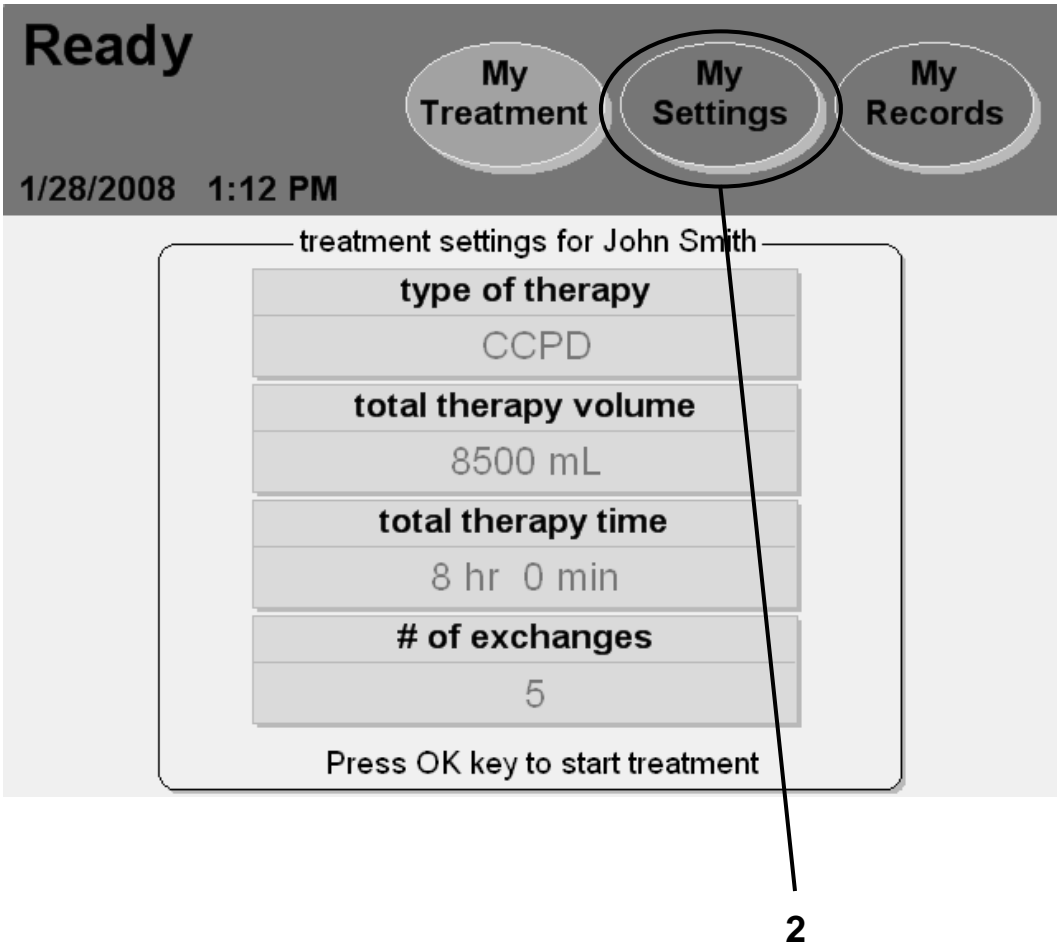 Ready
My
Treatment
My
Settings
My
Records
1/28/2008 1:12 PM
treatment settings for John Smith
type of therapy
CCPD
total therapy volume
8500 mL
total therapy time
8 hr 0 min
# of exchanges
5
Press OK key to start treatment
2